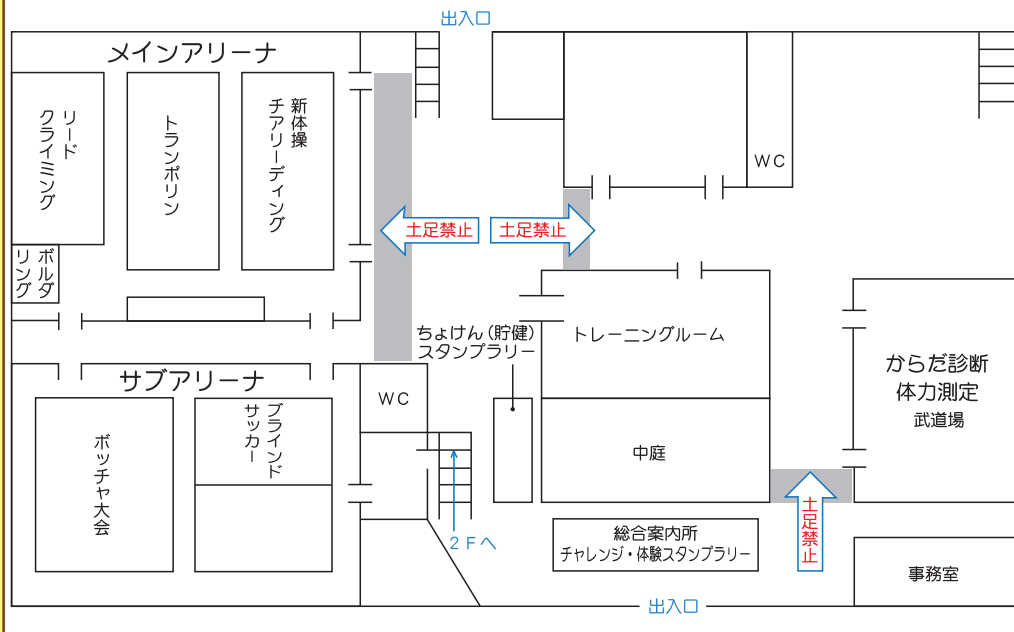 出入口
メインアリーナ
リード
クライミング
トランポリン
新体操
チアリーディング
WC
土足禁止
土足禁止
ボルダ
リング
ちょけん(貯健)
スタンプラリー
トレーニングルーム
からだ診断
体力測定
武道場
サブアリーナ
WC
ブラインド
サッカー
ボッチャ大会
中庭
2Fへ
土足禁止
総合案内所
チャレンジ・体験スタンプラリー
事務室
出入口